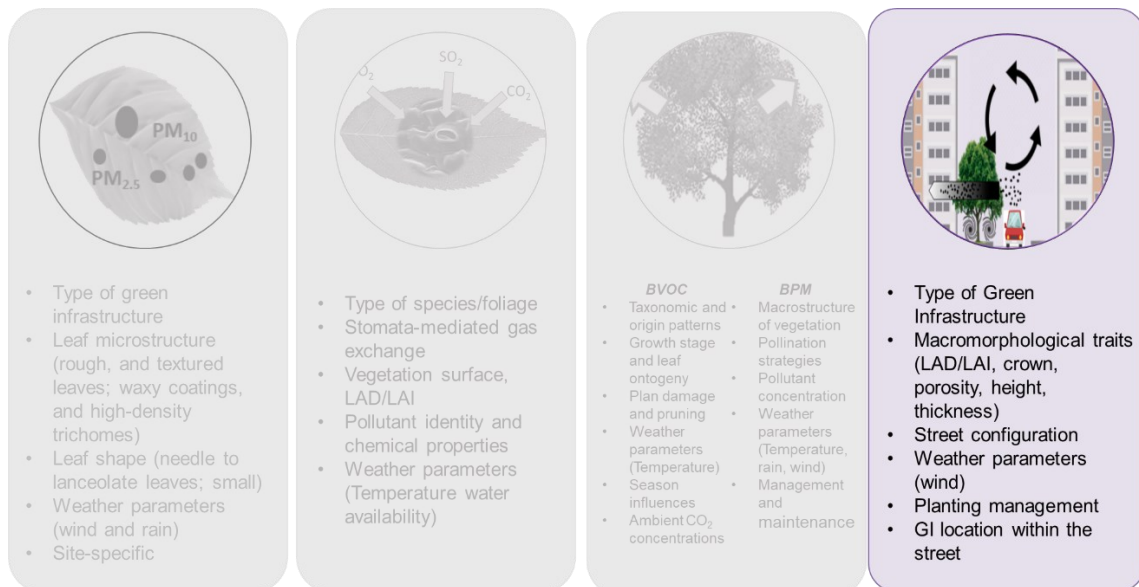 PM10
PM2.5
• Type of green
infrastructure
• Leaf microstructure
(rough, and textured
leaves; waxy coatings,
and high-density
trichomes)
• Leaf shape (needle to
lanceolate leaves; small)
• Weather parameters
(wind and rain)
• Site-specific
SO2
CO2
• Type of species/foliage
• Stomata-mediated gas
exchange
• Vegetation surface,
LAD/LAI
• Pollutant identity and
chemical properties
• Weather parameters
(Temperature water
availability)
BVOC
• Taxonomic and
origin patterns
• Growth stage
and leaf
ontogeny
• Plan damage
and pruning
• Weather
parameters
(Temperature)
• Season
influences
• Ambient CO2
concentrations
BPM
• Macrostructure
of vegetation
• Pollination
strategies
• Pollutant
concentration
• Weather
parameters
(Temperature,
rain, wind)
• Management
and
maintenance
• Type of Green
Infrastructure
• Macromorphological traits
(LAD/LAI, crown,
porosity, height,
thickness)
• Street configuration
• Weather parameters
(wind)
• Planting management
• GI location within the
street